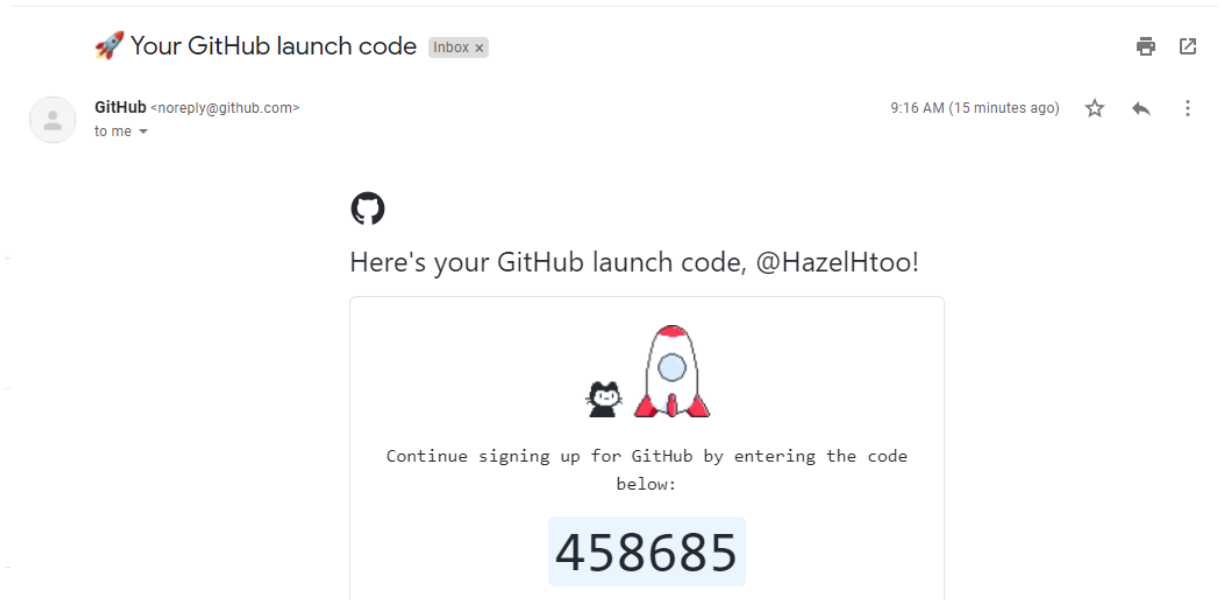 🚀 Your GitHub launch code Inbox x
GitHub <noreply@github.com> 9:16 AM (15 minutes ago)
to me
Here's your GitHub launch code, @HazelHtoo!
Continue signing up for GitHub by entering the code
below:
458685